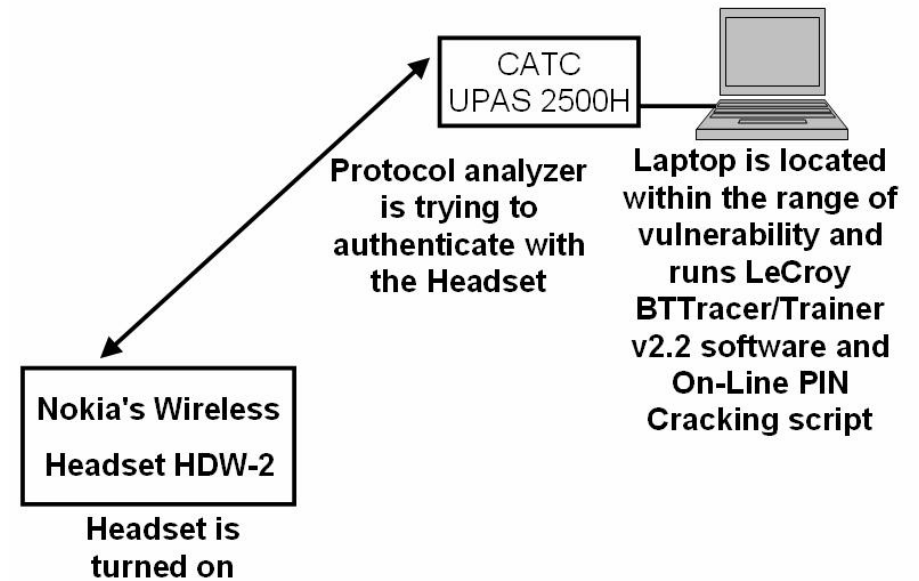 CATC
UPAS 2500H
Protocol analyzer
is trying to
authenticate with
the Headset
Laptop is located
within the range of
vulnerability and
runs LeCroy
BTTracer/Trainer
v2.2 software and
On-Line PIN
Cracking script
Nokia's Wireless
Headset HDW-2
Headset is
turned on